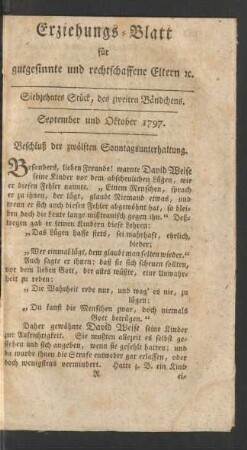 Erziehungs-Blatt
für
gutgesinnte und rechtschaffene Eltern ꝛc.
Siebzehntes Stück, des zweiten Bändchens.
September und Oktober 1797.
Beschluß der zwölften Sonntagsunterhaltung.
Besonders, lieben Freunde! warnte David Weise
seine Kinder vor dem abscheulichen Lügen, wie
er diesen Fehler nannte. „Einem Menschen, sprach
er zu ihnen, der lügt, glaubt Niemand etwas, und
wenn er sich auch diesen Fehler abgewöhnt hat, so bleibt
ihm doch die Leute lange mißtrauisch gegen ihn." Deß-
wegen gab er seinen Kindern diese Lehren:
„Das Lügen hasse stets, sei wahrhaft, ehrlich,
bieder;
„Wer einmal lügt, dem glaubt man selten wieder."
Auch sagte er ihnen: daß sie sich scheuen sollten,
vor dem lieben Gott, der alles wüßte, eine Unwahr-
heit zu reden:
„Die Wahrheit rede nur, und wag' es nie, zu
lügen;
„Du kanst die Menschen zwar, doch niemals
Gott betrügen."
Daher gewöhnte David Weise seine Kinder
zur Aufrichtigkeit. Sie mußten allezeit es selbst ge-
stehen und sich angeben, wenn sie gefehlt hatten; und
da wurde ihnen die Strafe entweder gar erlassen, oder
doch wenigstens vermindert. Hatte z. B. ein Kind
R
ei-